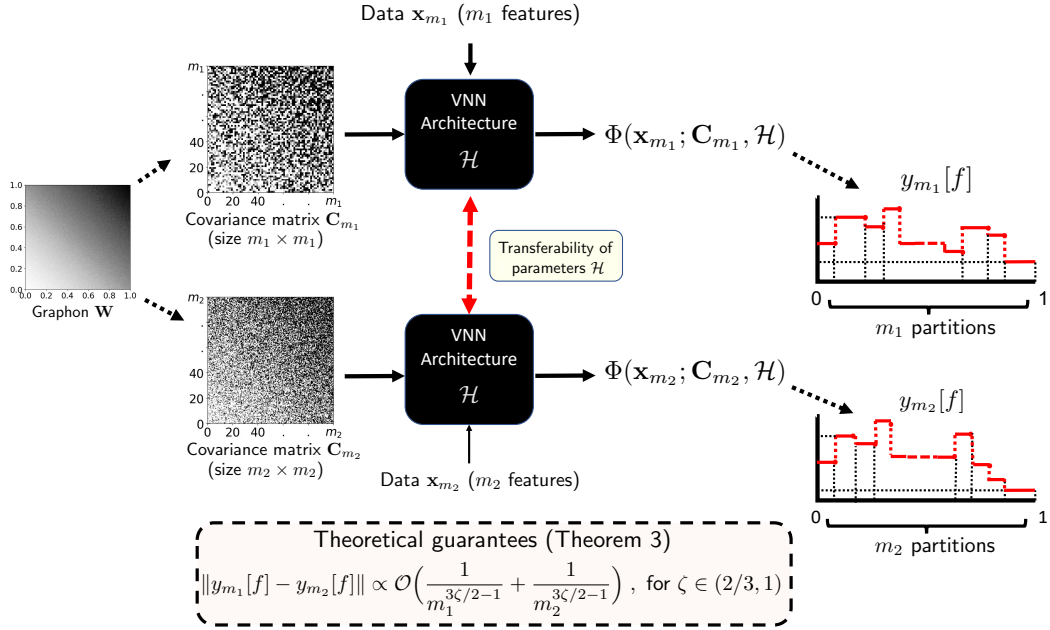 Data x_{m_1} (m_1 features)
m_1
.
.
40
20
0
0 20 40 . . m_1
Covariance matrix C_{m_1}
(size m_1 × m_1)
VNN
Architecture
ℋ
Φ(x_{m_1}; C_{m_1}, ℋ)
y_{m_1}[f]
0 1
m_1 partitions
1.0
0.8
0.6
0.4
0.2
0.0
0.0 0.2 0.4 0.6 0.8 1.0
Graphon W
Transferability of
parameters ℋ
m_2
.
.
40
20
0
0 20 40 . . m_2
Covariance matrix C_{m_2}
(size m_2 × m_2)
VNN
Architecture
ℋ
Φ(x_{m_2}; C_{m_2}, ℋ)
Data x_{m_2} (m_2 features)
y_{m_2}[f]
0 1
m_2 partitions
Theoretical guarantees (Theorem 3)
‖y_{m_1}[f] − y_{m_2}[f]‖ ∝ 𝒪(1/m_1^{3ζ/2−1} + 1/m_2^{3ζ/2−1}) , for ζ ∈ (2/3, 1)